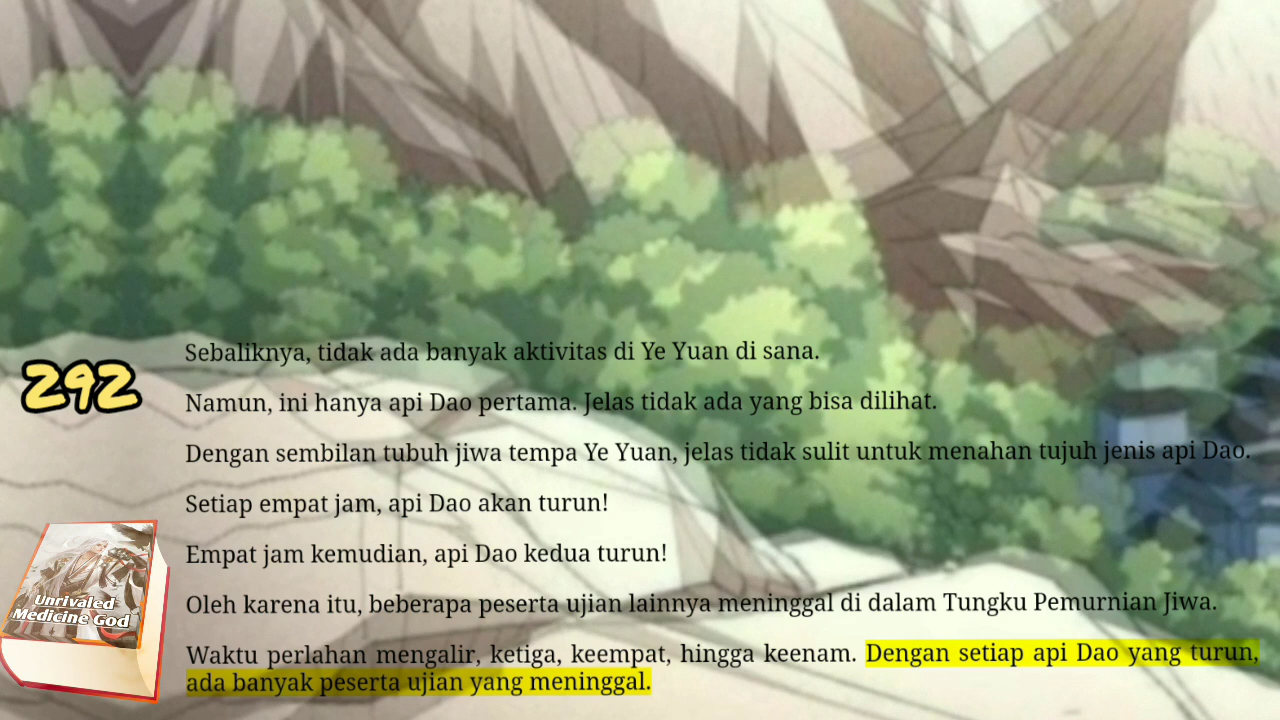 Sebaliknya, tidak ada banyak aktivitas di Ye Yuan di sana.
292
Namun, ini hanya api Dao pertama. Jelas tidak ada yang bisa dilihat.
Dengan sembilan tubuh jiwa tempa Ye Yuan, jelas tidak sulit untuk menahan tujuh jenis api Dao.
Setiap empat jam, api Dao akan turun!
Empat jam kemudian, api Dao kedua turun!
Oleh karena itu, beberapa peserta ujian lainnya meninggal di dalam Tungku Pemurnian Jiwa.
Unrivaled
Medicine God
Waktu perlahan mengalir, ketiga, keempat, hingga keenam. Dengan setiap api Dao yang turun,
ada banyak peserta ujian yang meninggal.